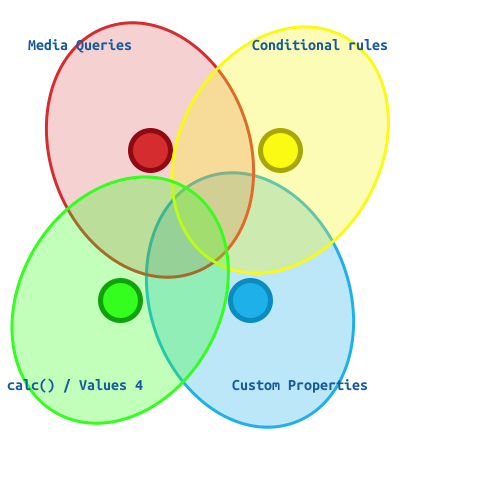 Media Queries
Conditional rules
calc() / Values 4
Custom Properties